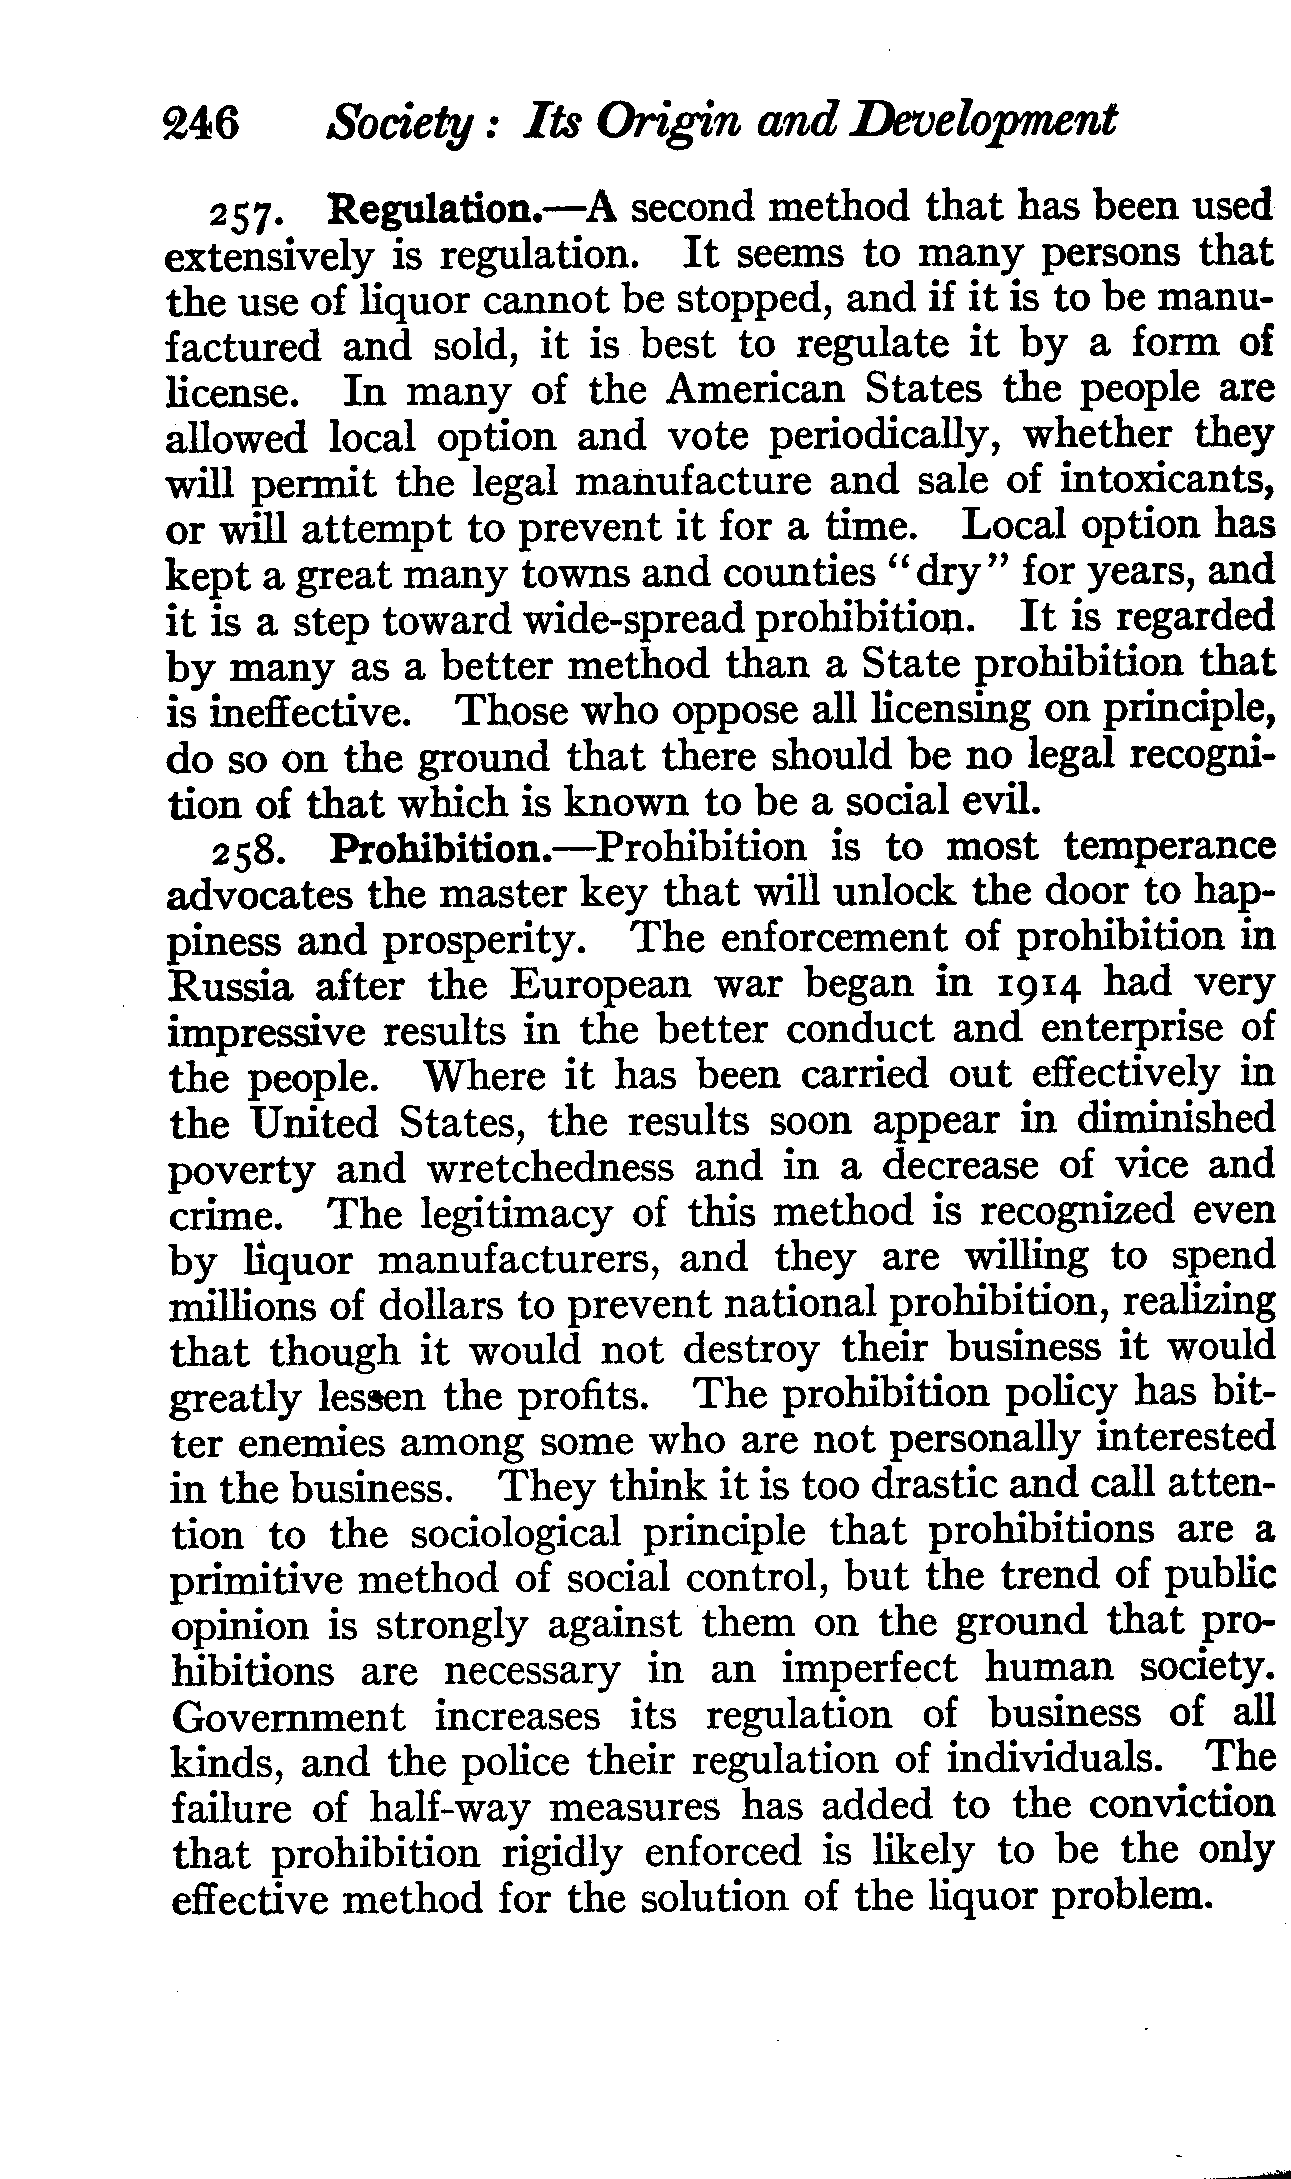 246 Society: Its Origin and Development
257. Regulation.—A second method that has been used
extensively is regulation. It seems to many persons that
the use of liquor cannot be stopped, and if it is to be manu-
factured and sold, it is best to regulate it by a form of
license. In many of the American States the people are
allowed local option and vote periodically, whether they
will permit the legal manufacture and sale of intoxicants,
or will attempt to prevent it for a time. Local option has
kept a great many towns and counties "dry" for years, and
it is a step toward wide-spread prohibition. It is regarded
by many as a better method than a State prohibition that
is ineffective. Those who oppose all licensing on principle,
do so on the ground that there should be no legal recogni-
tion of that which is known to be a social evil.
258. Prohibition.—Prohibition is to most temperance
advocates the master key that will unlock the door to hap-
piness and prosperity. The enforcement of prohibition in
Russia after the European war began in 1914 had very
impressive results in the better conduct and enterprise of
the people. Where it has been carried out effectively in
the United States, the results soon appear in diminished
poverty and wretchedness and in a decrease of vice and
crime. The legitimacy of this method is recognized even
by liquor manufacturers, and they are willing to spend
millions of dollars to prevent national prohibition, realizing
that though it would not destroy their business it would
greatly lessen the profits. The prohibition policy has bit-
ter enemies among some who are not personally interested
in the business. They think it is too drastic and call atten-
tion to the sociological principle that prohibitions are a
primitive method of social control, but the trend of public
opinion is strongly against them on the ground that pro-
hibitions are necessary in an imperfect human society.
Government increases its regulation of business of all
kinds, and the police their regulation of individuals. The
failure of half-way measures has added to the conviction
that prohibition rigidly enforced is likely to be the only
effective method for the solution of the liquor problem.